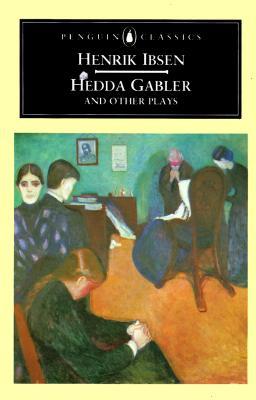 PENGUIN CLASSICS
HENRIK IBSEN
HEDDA GABLER
AND OTHER PLAYS